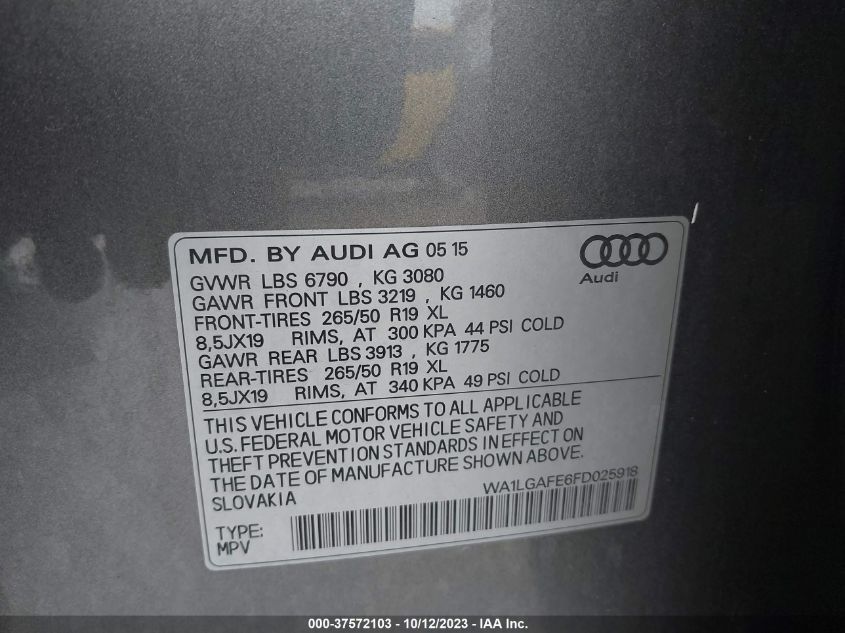 MFD. BY AUDI AG 05 15
Audi
GVWR LBS 6790 , KG 3080
GAWR FRONT LBS 3219 , KG 1460
FRONT-TIRES 265/50 R19 XL
8,5JX19 RIMS, AT 300 KPA 44 PSI COLD
GAWR REAR LBS 3913 , KG 1775
REAR-TIRES 265/50 R19 XL
8,5JX19 RIMS, AT 340 KPA 49 PSI COLD
THIS VEHICLE CONFORMS TO ALL APPLICABLE
U.S. FEDERAL MOTOR VEHICLE SAFETY AND
THEFT PREVENTION STANDARDS IN EFFECT ON
THE DATE OF MANUFACTURE SHOWN ABOVE.
SLOVAKIA
WA1LGAFE6FD025918
TYPE:
MPV
000-37572103 - 10/12/2023 - IAA Inc.